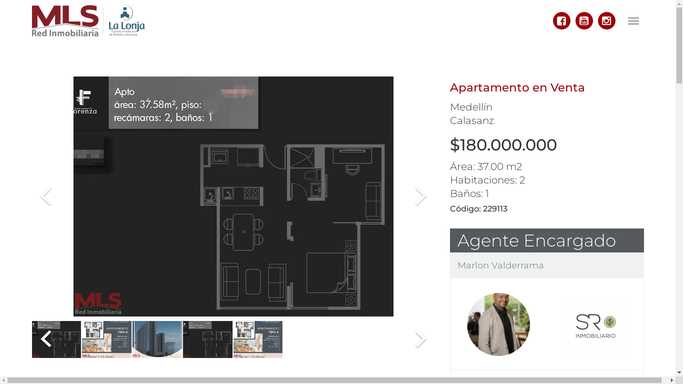 MLS
Red Inmobiliaria
La Lonja
Apto
área: 37.58m², piso:
recámaras: 2, baños: 1
MLS
Red Inmobiliaria
Apartamento en Venta
Medellín
Calasanz
$180.000.000
Área: 37.00 m2
Habitaciones: 2
Baños: 1
Código: 229113
Agente Encargado
Marlon Valderrama
SR
INMOBILIARIO